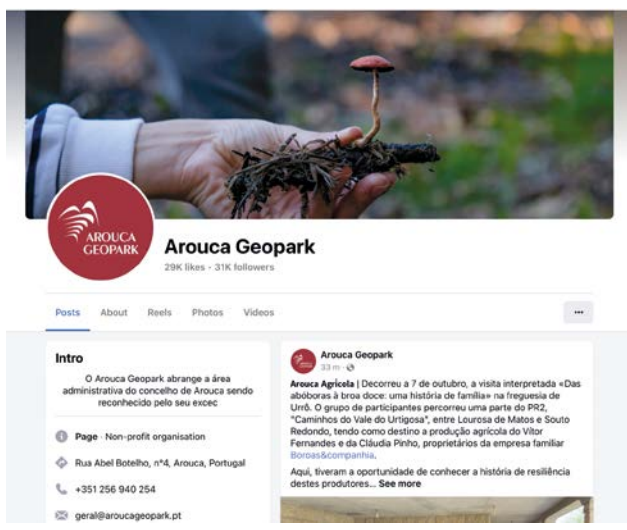 AROUCA
GEOPARK
Arouca Geopark
29K likes • 31K followers
Posts About Reels Photos Videos
Intro
O Arouca Geopark abrange a área
administrativa do concelho de Arouca sendo
reconhecido pelo seu excec
Page · Non-profit organisation
Rua Abel Botelho, nº4, Arouca, Portugal
+351 256 940 254
geral@aroucageopark.pt
Arouca Geopark
33 m ·
Arouca Agrícola | Decorreu a 7 de outubro, a visita interpretada «Das
abóboras à broa doce: uma história de família» na freguesia de
Urrô. O grupo de participantes percorreu uma parte do PR2,
"Caminhos do Vale do Urtigosa", entre Lourosa de Matos e Souto
Redondo, tendo como destino a produção agrícola do Vítor
Fernandes e da Cláudia Pinho, proprietários da empresa familiar
Boroas&companhia.
Aqui, tiveram a oportunidade de conhecer a história de resiliência
destes produtores... See more